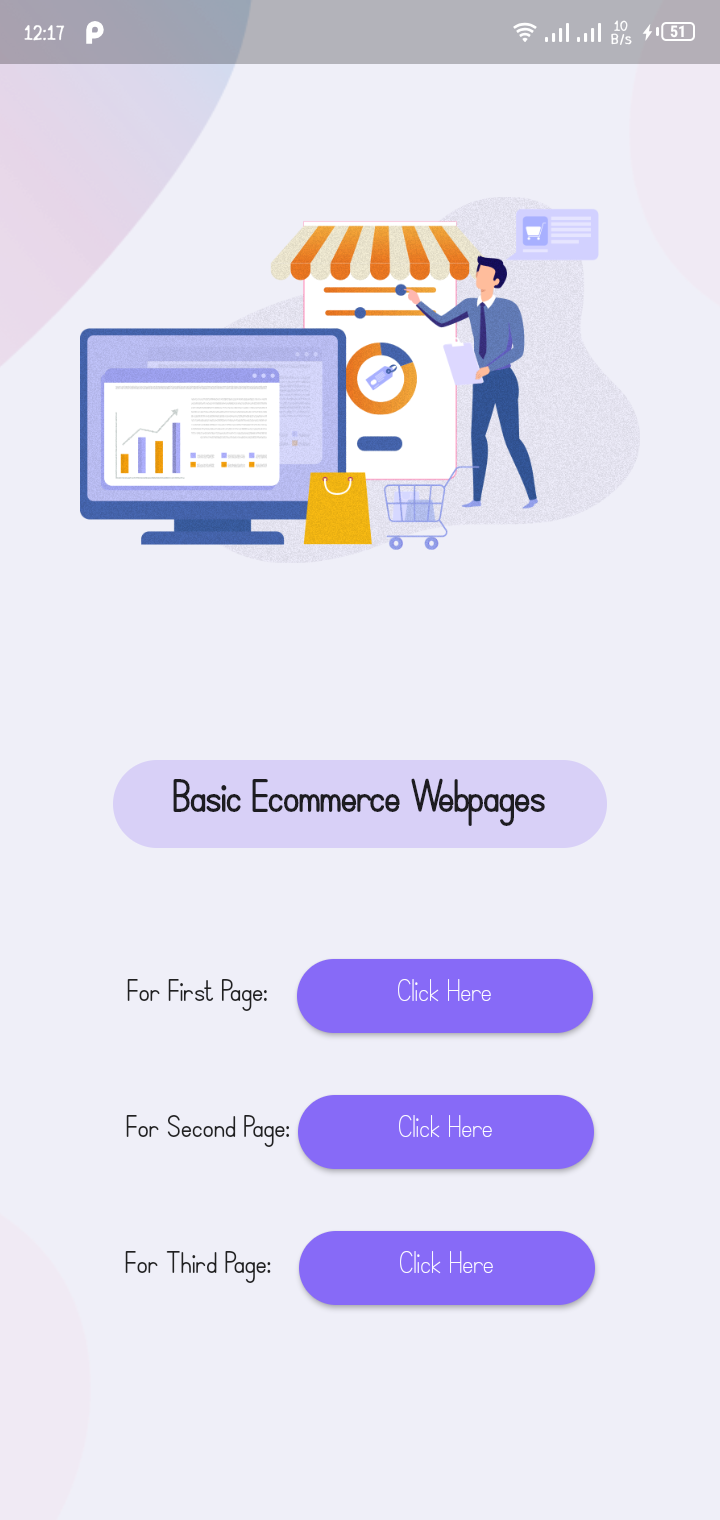 12:17 10 B/s 51
Basic Ecommerce Webpages
For First Page: Click Here
For Second Page: Click Here
For Third Page: Click Here